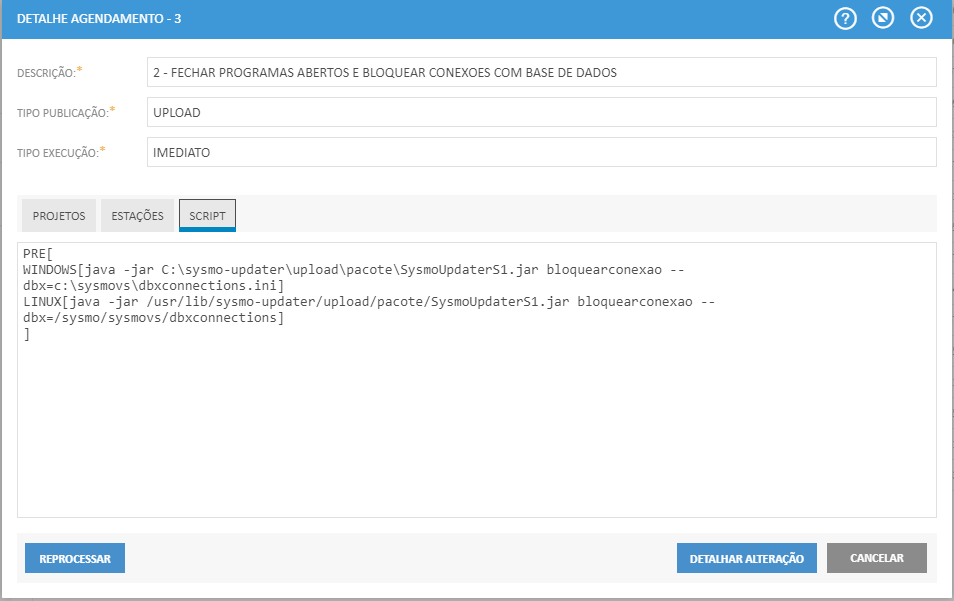 DETALHE AGENDAMENTO - 3
?
DESCRIÇÃO:* 2 - FECHAR PROGRAMAS ABERTOS E BLOQUEAR CONEXOES COM BASE DE DADOS
TIPO PUBLICAÇÃO:* UPLOAD
TIPO EXECUÇÃO:* IMEDIATO
PROJETOS ESTAÇÕES SCRIPT
PRE[
WINDOWS[java -jar C:\sysmo-updater\upload\pacote\SysmoUpdaterS1.jar bloquearconexao --
dbx=c:\sysmovs\dbxconnections.ini]
LINUX[java -jar /usr/lib/sysmo-updater/upload/pacote/SysmoUpdaterS1.jar bloquearconexao --
dbx=/sysmo/sysmovs/dbxconnections]
]
REPROCESSAR DETALHAR ALTERAÇÃO CANCELAR